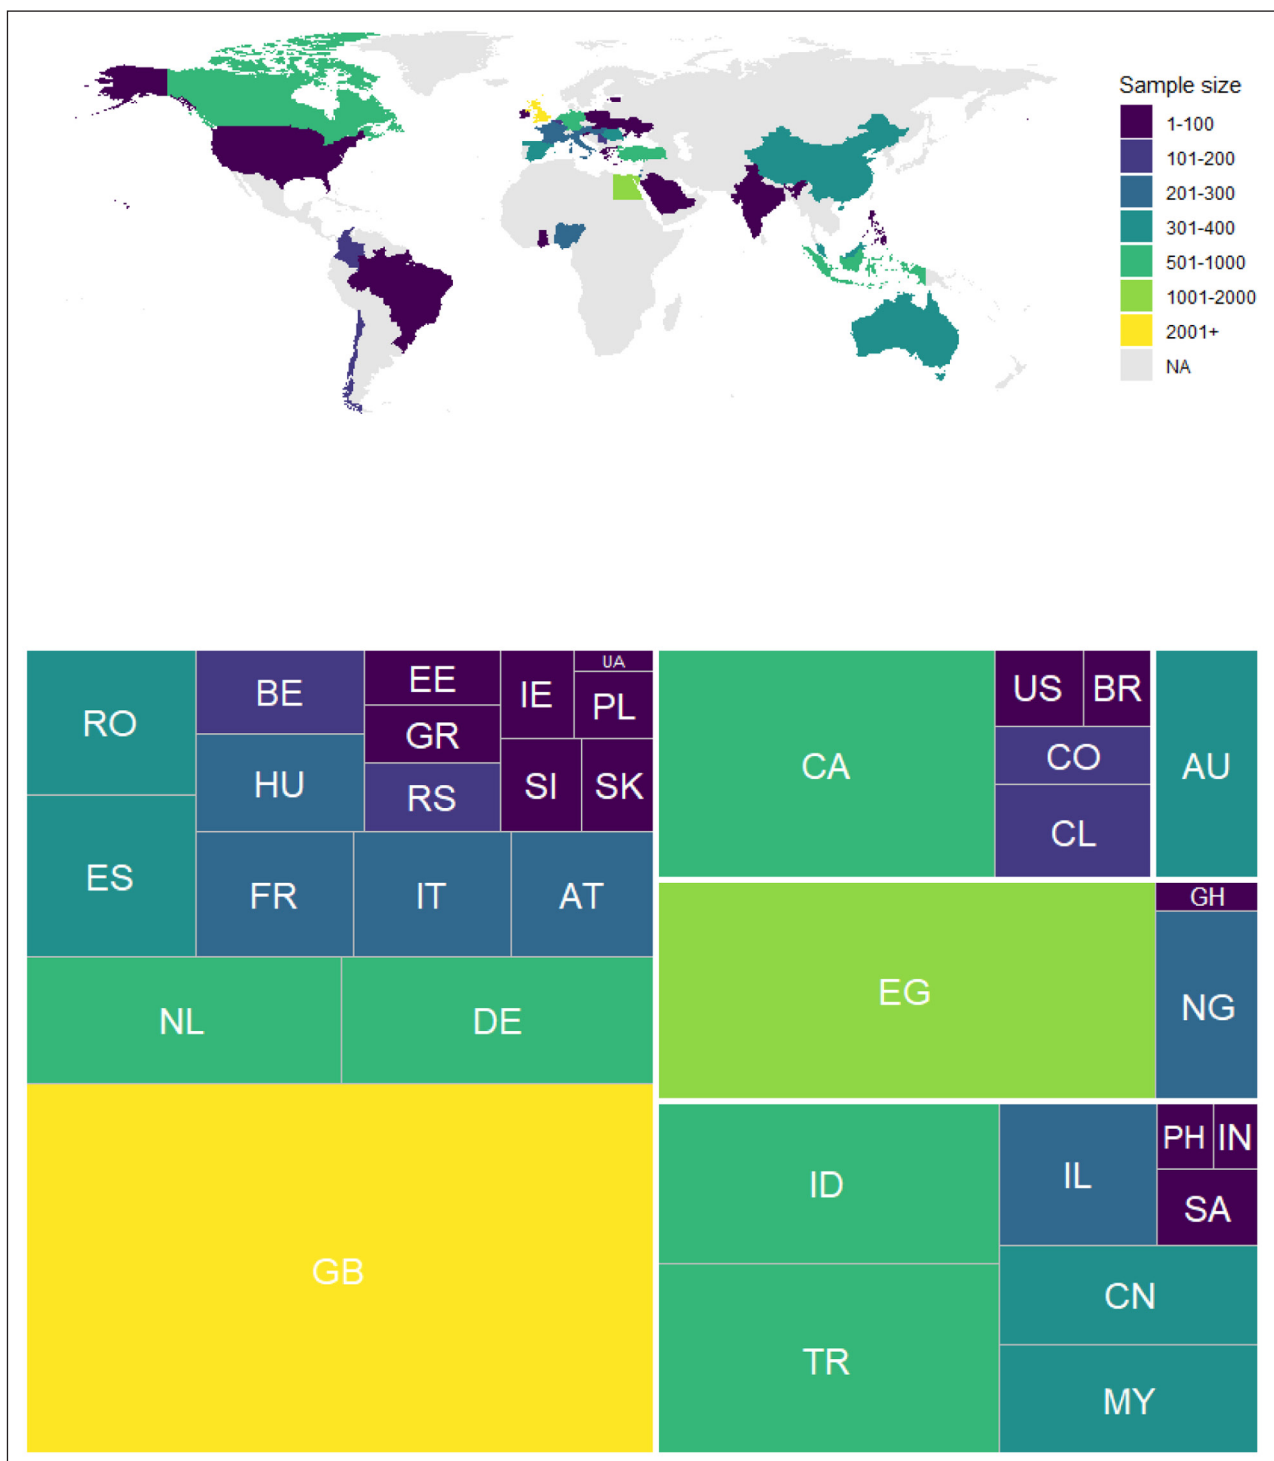 Sample size
1-100
101-200
201-300
301-400
501-1000
1001-2000
2001+
NA
RO
BE
EE
IE
UA
PL
GR
HU
RS
SI
SK
ES
FR
IT
AT
NL
DE
GB
CA
US
BR
CO
CL
AU
EG
GH
NG
ID
IL
PH
IN
SA
CN
TR
MY